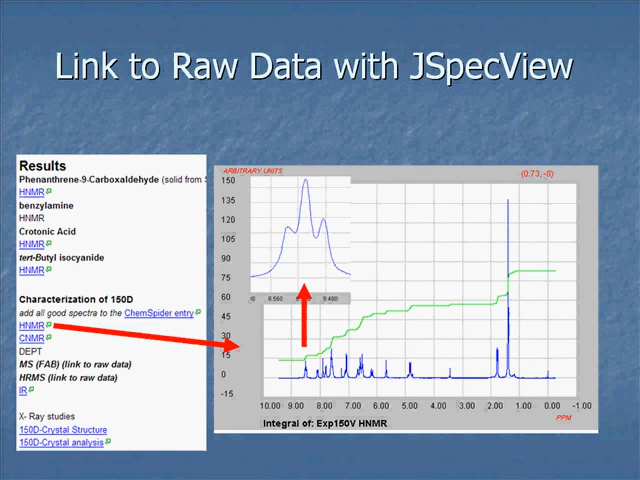 Link to Raw Data with JSpecView
Results
Phenanthrene-9-Carboxaldehyde (solid from
HNMR
benzylamine
HNMR
Crotonic Acid
HNMR
tert-Butyl isocyanide
HNMR
Characterization of 150D
add all good spectra to the ChemSpider entry
HNMR
CNMR
DEPT
MS (FAB) (link to raw data)
HRMS (link to raw data)
IR
X- Ray studies
150D-Crystal Structure
150D-Crystal analysis
ARBITRARY UNITS
(0.73, -8)
150
135
120
105
90
75
60
45
30
15
0
-15
8.560
8.480
10.00 9.00 8.00 7.00 6.00 5.00 4.00 3.00 2.00 1.00 0.00 -1.00
PPM
Integral of: Exp150V HNMR